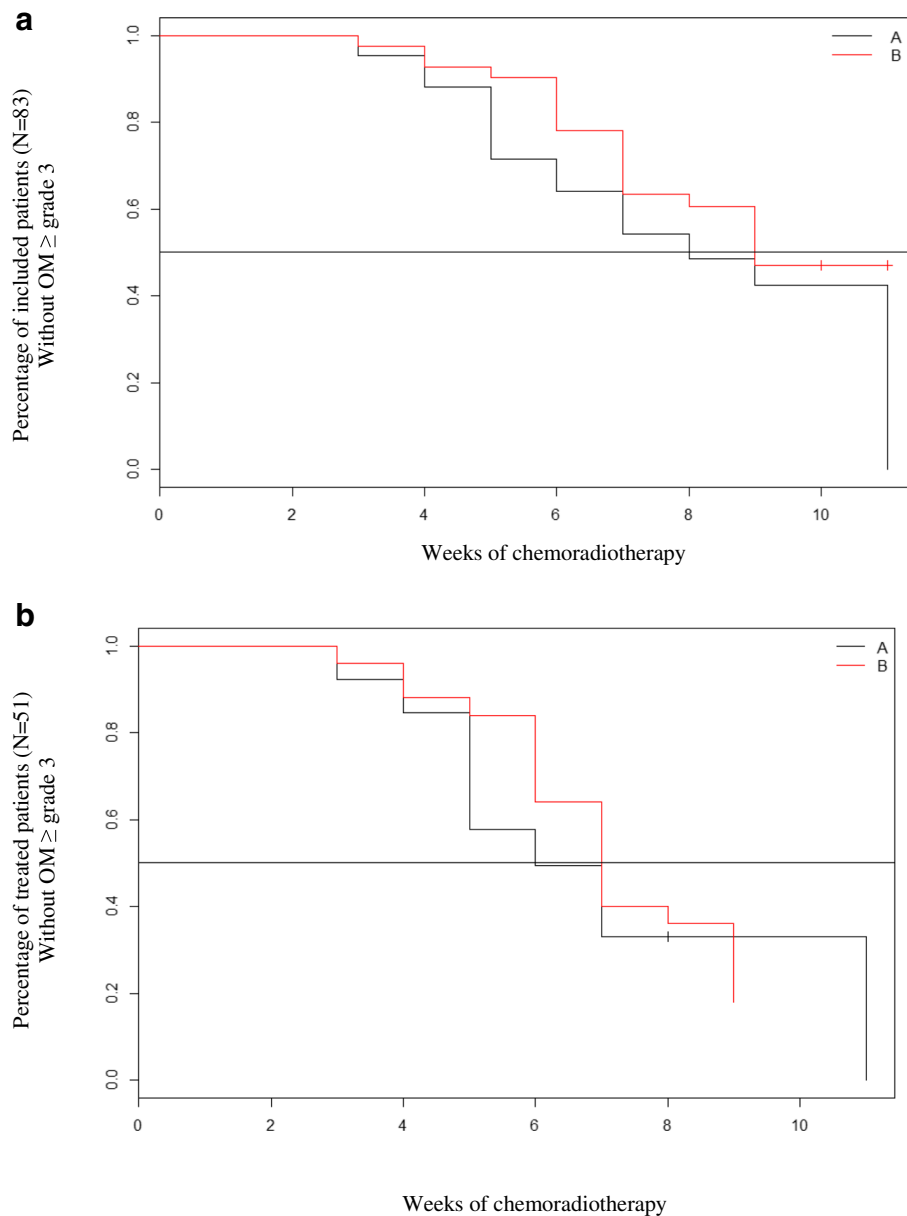 a
A
B
Percentage of included patients (N=83)
Without OM ≥ grade 3
1.0
0.8
0.6
0.4
0.2
0.0
0 2 4 6 8 10
Weeks of chemoradiotherapy
b
A
B
Percentage of treated patients (N=51)
Without OM ≥ grade 3
1.0
0.8
0.6
0.4
0.2
0.0
0 2 4 6 8 10
Weeks of chemoradiotherapy